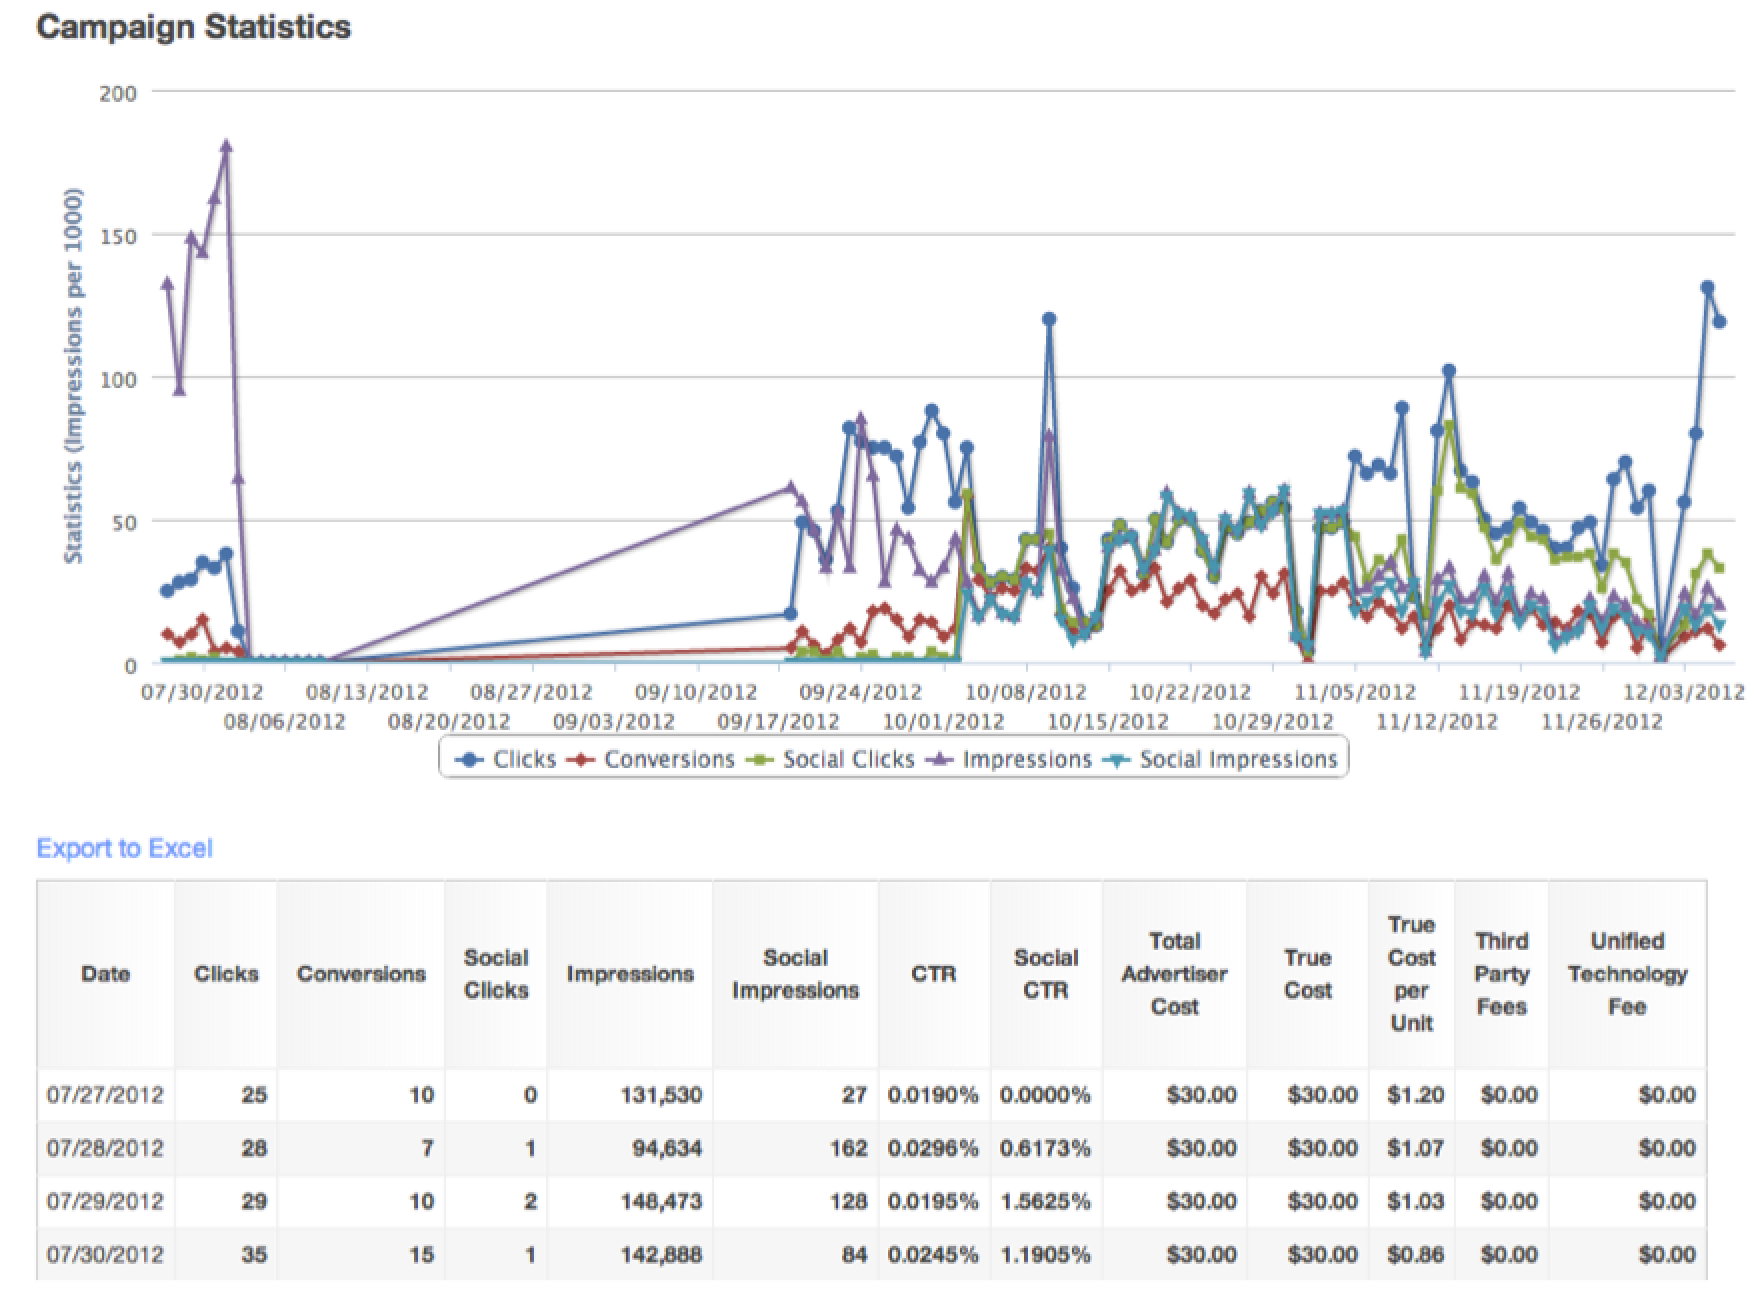 Campaign Statistics
200
150
100
50
0
Statistics (Impressions per 1000)
07/30/2012 08/13/2012 08/27/2012 09/10/2012 09/24/2012 10/08/2012 10/22/2012 11/05/2012 11/19/2012 12/03/2012
08/06/2012 08/20/2012 09/03/2012 09/17/2012 10/01/2012 10/15/2012 10/29/2012 11/12/2012 11/26/2012
Clicks Conversions Social Clicks Impressions Social Impressions
Export to Excel
Date Clicks Conversions Social Clicks Impressions Social Impressions CTR Social CTR Total Advertiser Cost True Cost True Cost per Unit Third Party Fees Unified Technology Fee
07/27/2012 25 10 0 131,530 27 0.0190% 0.0000% $30.00 $30.00 $1.20 $0.00 $0.00
07/28/2012 28 7 1 94,634 162 0.0296% 0.6173% $30.00 $30.00 $1.07 $0.00 $0.00
07/29/2012 29 10 2 148,473 128 0.0195% 1.5625% $30.00 $30.00 $1.03 $0.00 $0.00
07/30/2012 35 15 1 142,888 84 0.0245% 1.1905% $30.00 $30.00 $0.86 $0.00 $0.00